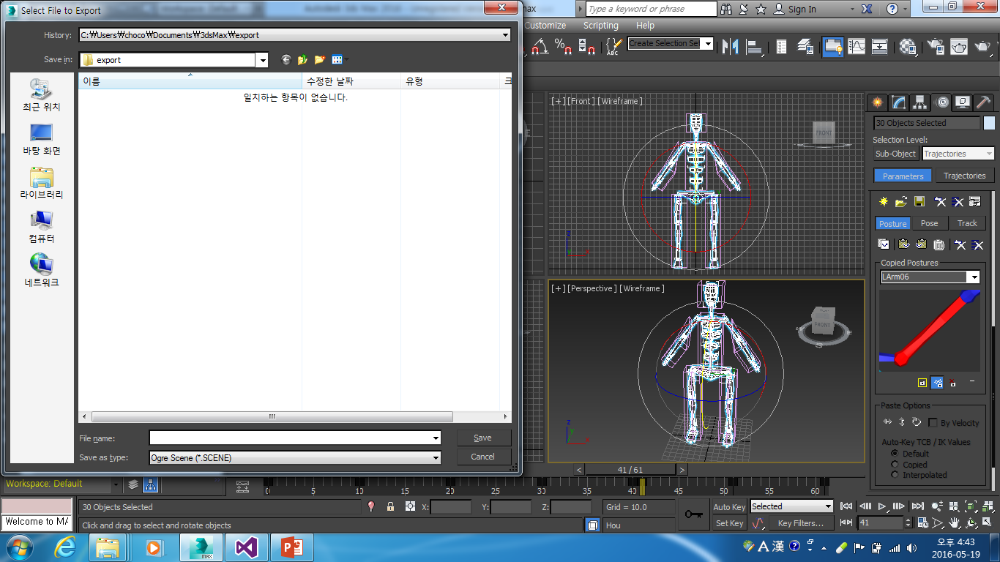 Select File to Export
History: C:₩Users₩choco₩Documents₩3dsMax₩export
Save in: export
이름 수정한 날짜 유형 크
일치하는 항목이 없습니다.
최근 위치
바탕 화면
라이브러리
컴퓨터
네트워크
File name: Save
Save as type: Ogre Scene (*.SCENE) Cancel
max Type a keyword or phrase Sign In
Customize Scripting Help
Create Selection Se
[+] [Front ] [Wireframe ]
FRONT
[+] [Perspective ] [Wireframe ]
FRONT
S
E
30 Objects Selected
Selection Level:
Sub-Object Trajectories
Parameters Trajectories
Posture Pose Track
Copied Postures
LArm06
Paste Options
By Velocity
Auto-Key TCB / IK Values
Default
Copied
Interpolated
< 41 / 61 >
Workspace: Default
0 5 10 15 20 25 30 35 40 45 50 55 60
30 Objects Selected X: Y: Z: Grid = 10.0 Auto Key Selected
Welcome to MA
Click and drag to select and rotate objects Hou Set Key Key Filters... 41
MAX
A 漢
오후 4:43
2016-05-19